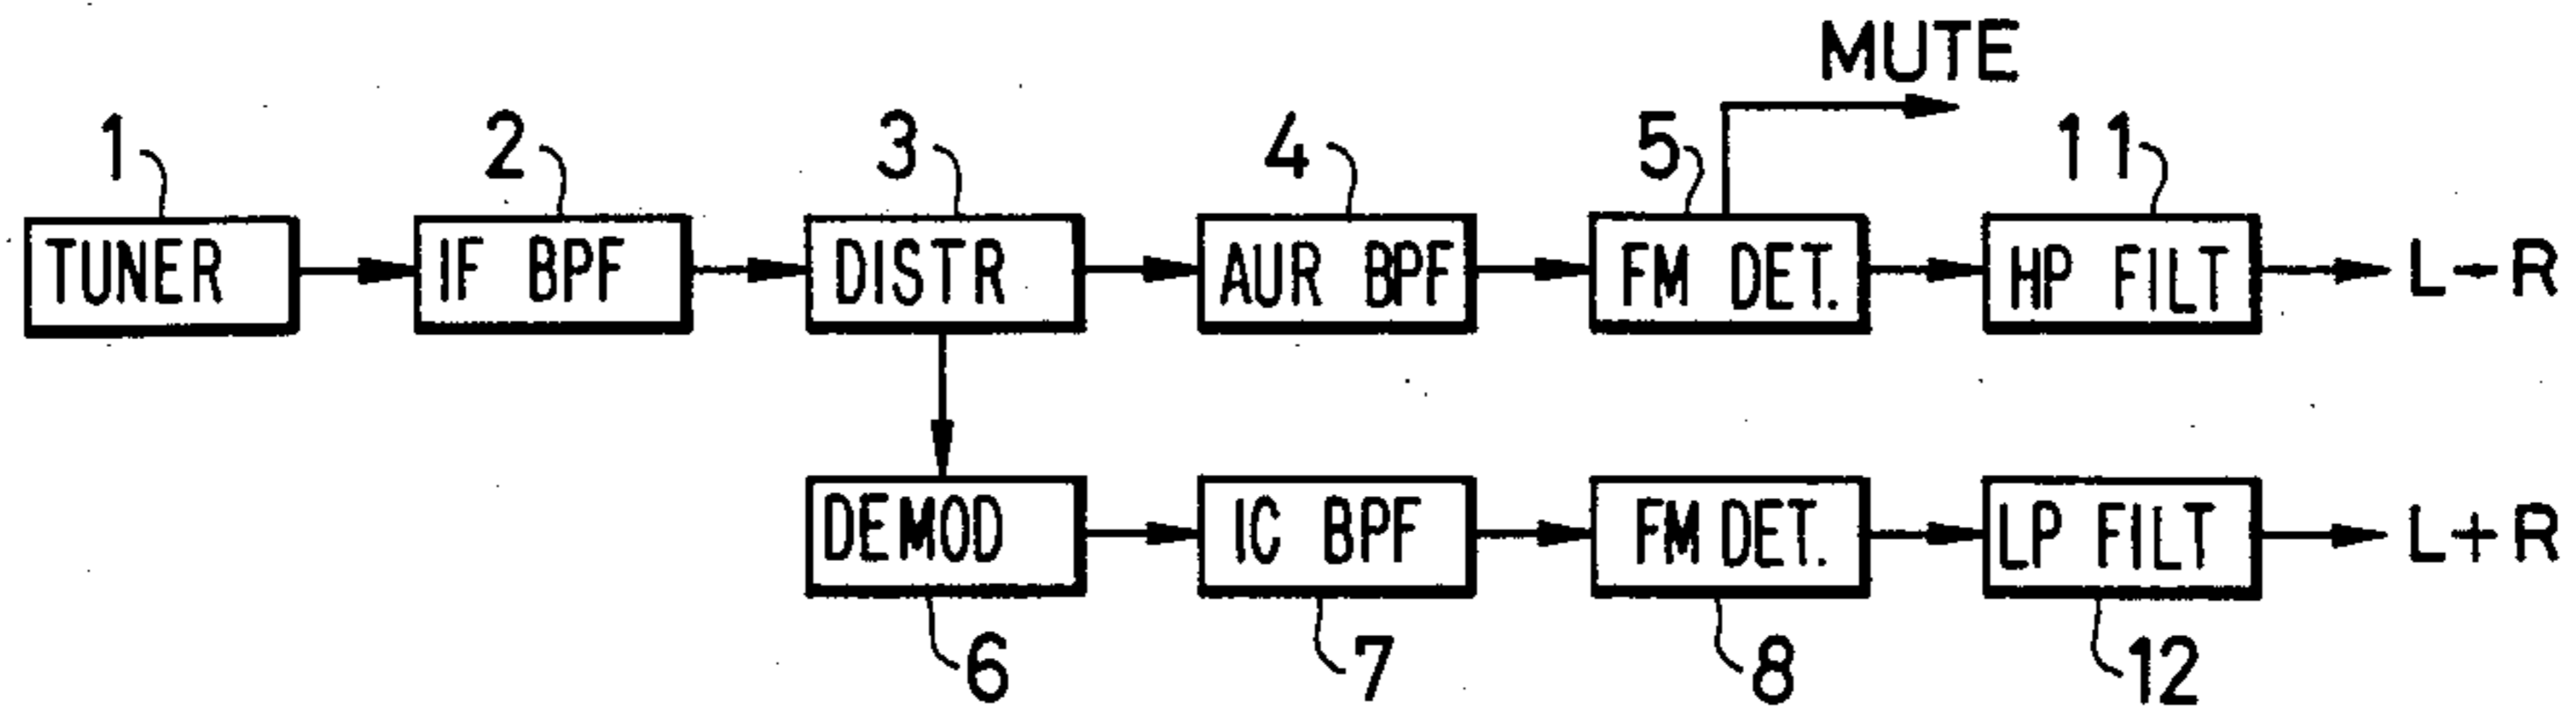 MUTE
1 2 3 4 5 11
TUNER IF BPF DISTR AUR BPF FM DET. HP FILT L-R
DEMOD IC BPF FM DET. LP FILT L+R
6 7 8 12